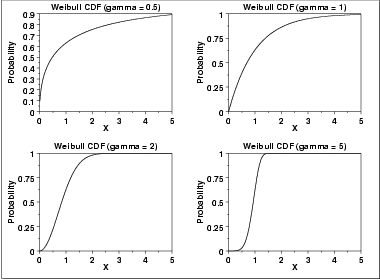 Weibull CDF (gamma = 0.5)
Probability
0.9
0.8
0.7
0.6
0.5
0.4
0.3
0.2
0.1
0
0 1 2 3 4 5
X
Weibull CDF (gamma = 1)
Probability
1
0.75
0.5
0.25
0
0 1 2 3 4 5
X
Weibull CDF (gamma = 2)
Probability
1
0.75
0.5
0.25
0
0 1 2 3 4 5
X
Weibull CDF (gamma = 5)
Probability
1
0.75
0.5
0.25
0
0 1 2 3 4 5
X